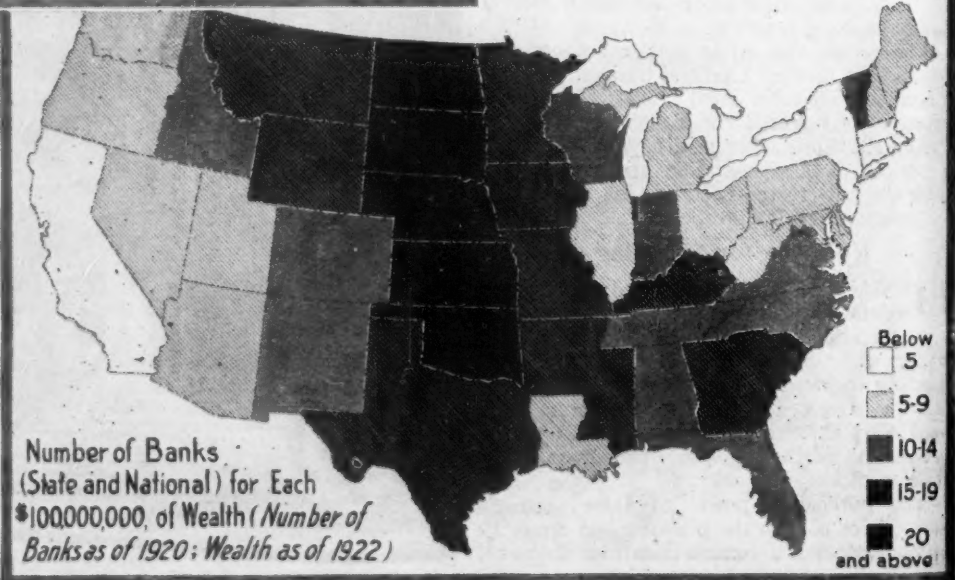 Number of Banks
(State and National) for Each
$100,000,000, of Wealth (Number of
Banks as of 1920; Wealth as of 1922)
Below
5
5-9
10-14
15-19
20
and above